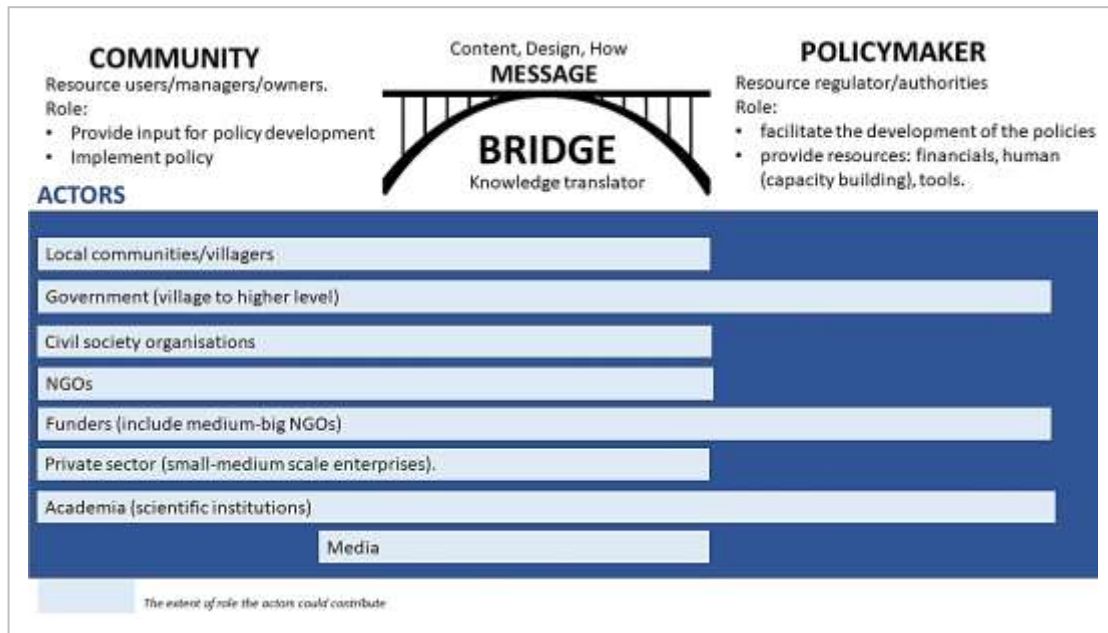 COMMUNITY
Resource users/managers/owners.
Role:
• Provide input for policy development
• Implement policy
Content, Design, How
MESSAGE
BRIDGE
Knowledge translator
POLICYMAKER
Resource regulator/authorities
Role:
• facilitate the development of the policies
• provide resources: financials, human
(capacity building), tools.
ACTORS
Local communities/villagers
Government (village to higher level)
Civil society organisations
NGOs
Funders (include medium-big NGOs)
Private sector (small-medium scale enterprises).
Academia (scientific institutions)
Media
The extent of role the actors could contribute